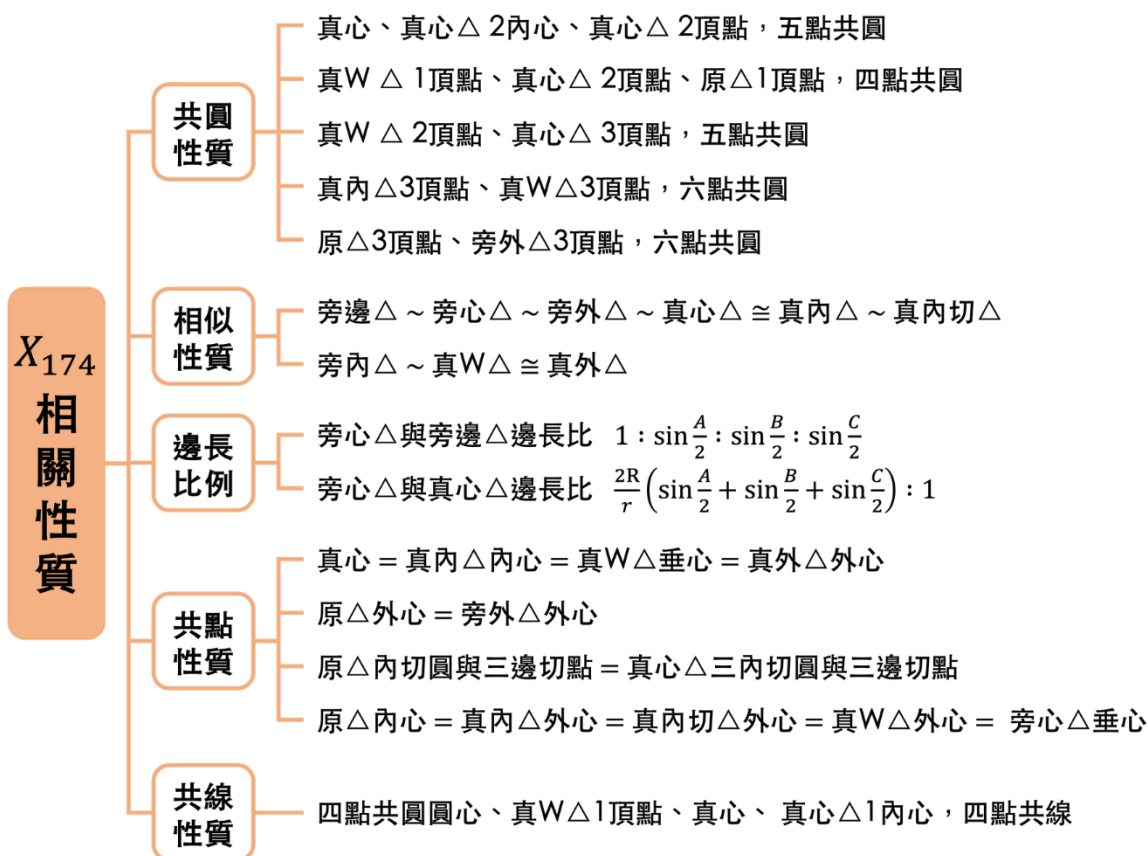 X₁₇₄
相
關
性
質
共圓
性質
真心、真心△ 2內心、真心△ 2頂點，五點共圓
真W △ 1頂點、真心△ 2頂點、原△1頂點，四點共圓
真W △ 2頂點、真心△ 3頂點，五點共圓
真內△3頂點、真W△3頂點，六點共圓
原△3頂點、旁外△3頂點，六點共圓
相似
性質
旁邊△ ~ 旁心△ ~ 旁外△ ~ 真心△ ≅ 真內△ ~ 真內切△
旁內△ ~ 真W△ ≅ 真外△
邊長
比例
旁心△與旁邊△邊長比 1 : sin A/2 : sin B/2 : sin C/2
旁心△與真心△邊長比 2R/r (sin A/2 + sin B/2 + sin C/2) : 1
共點
性質
真心 = 真內△內心 = 真W△垂心 = 真外△外心
原△外心 = 旁外△外心
原△內切圓與三邊切點 = 真心△三內切圓與三邊切點
原△內心 = 真內△外心 = 真內切△外心 = 真W△外心 = 旁心△垂心
共線
性質
四點共圓圓心、真W△1頂點、真心、 真心△1內心，四點共線